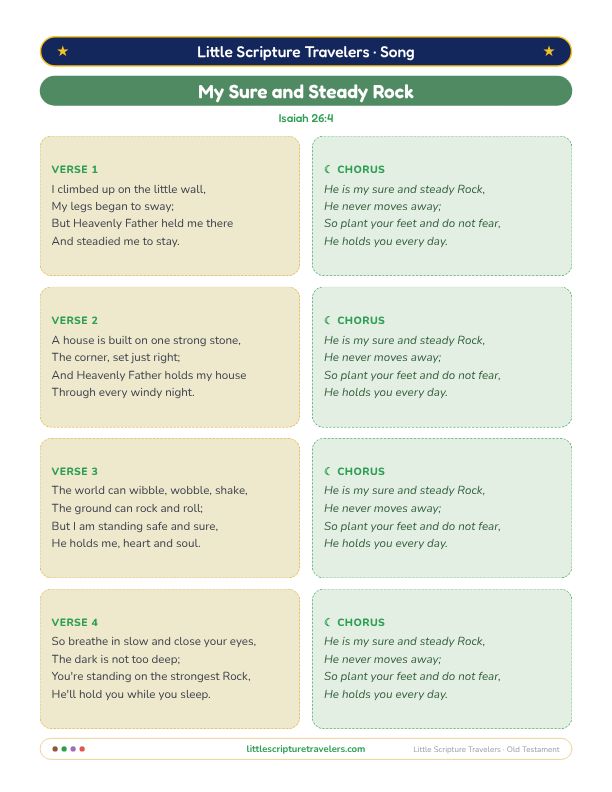 Little Scripture Travelers · Song
My Sure and Steady Rock
Isaiah 26:4
VERSE 1
I climbed up on the little wall,
My legs began to sway;
But Heavenly Father held me there
And steadied me to stay.
CHORUS
He is my sure and steady Rock,
He never moves away;
So plant your feet and do not fear,
He holds you every day.
VERSE 2
A house is built on one strong stone,
The corner, set just right;
And Heavenly Father holds my house
Through every windy night.
CHORUS
He is my sure and steady Rock,
He never moves away;
So plant your feet and do not fear,
He holds you every day.
VERSE 3
The world can wibble, wobble, shake,
The ground can rock and roll;
But I am standing safe and sure,
He holds me, heart and soul.
CHORUS
He is my sure and steady Rock,
He never moves away;
So plant your feet and do not fear,
He holds you every day.
VERSE 4
So breathe in slow and close your eyes,
The dark is not too deep;
You're standing on the strongest Rock,
He'll hold you while you sleep.
CHORUS
He is my sure and steady Rock,
He never moves away;
So plant your feet and do not fear,
He holds you every day.
littlescripturetravelers.com
Little Scripture Travelers · Old Testament